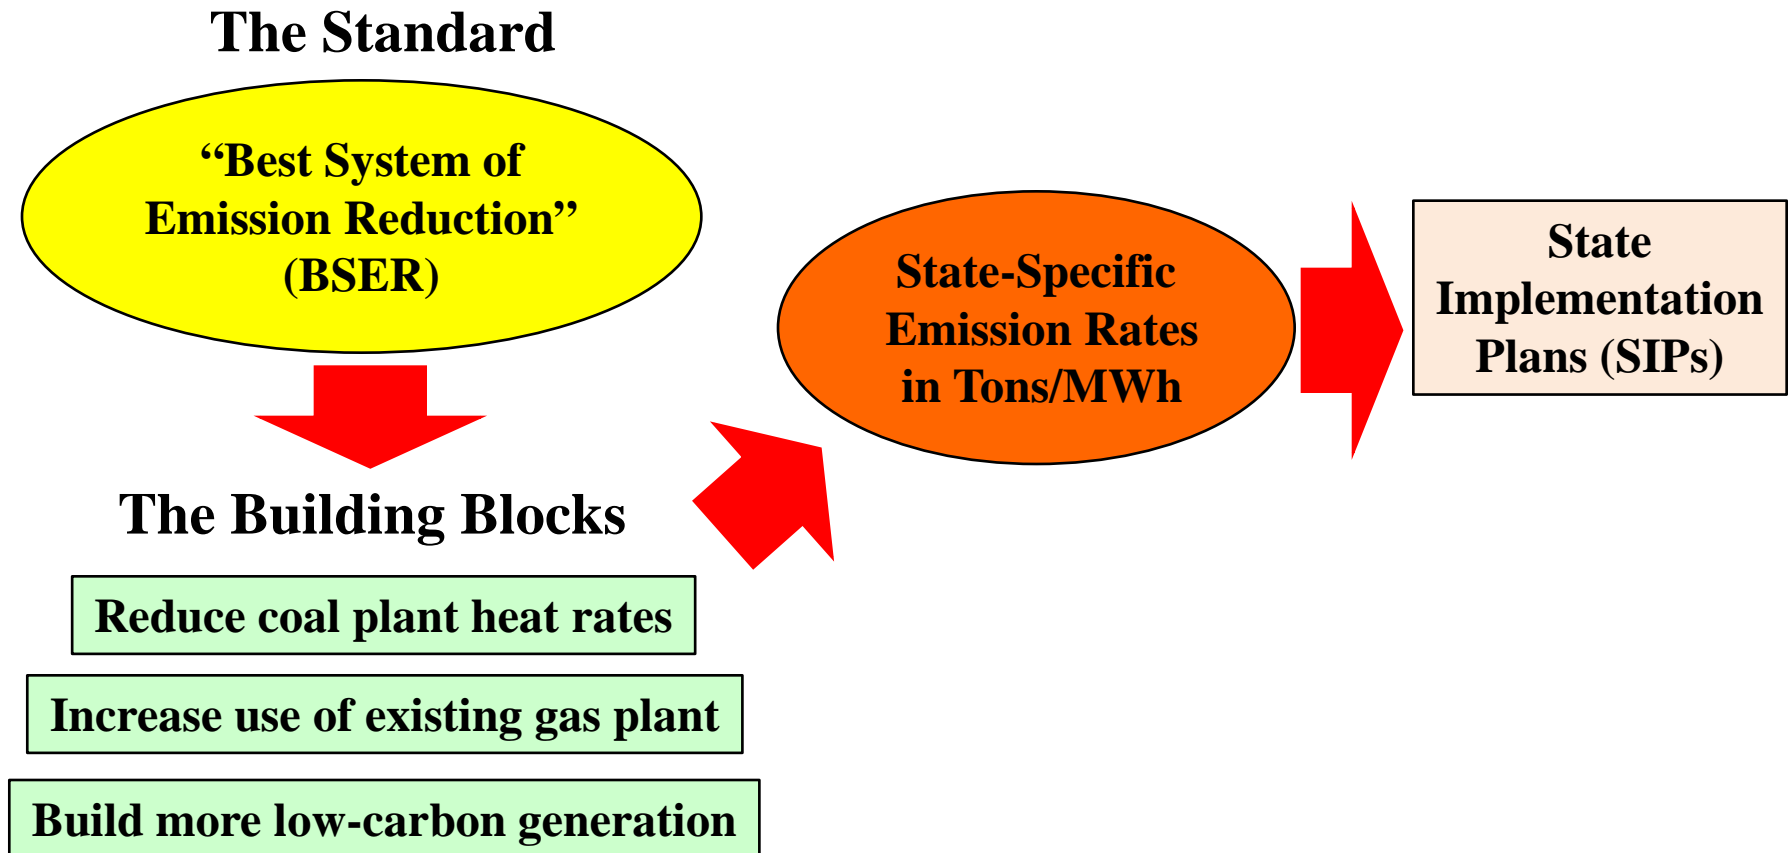 The Standard
“Best System of
Emission Reduction”
(BSER)
The Building Blocks
Reduce coal plant heat rates
Increase use of existing gas plant
Build more low-carbon generation
State-Specific
Emission Rates
in Tons/MWh
State
Implementation
Plans (SIPs)